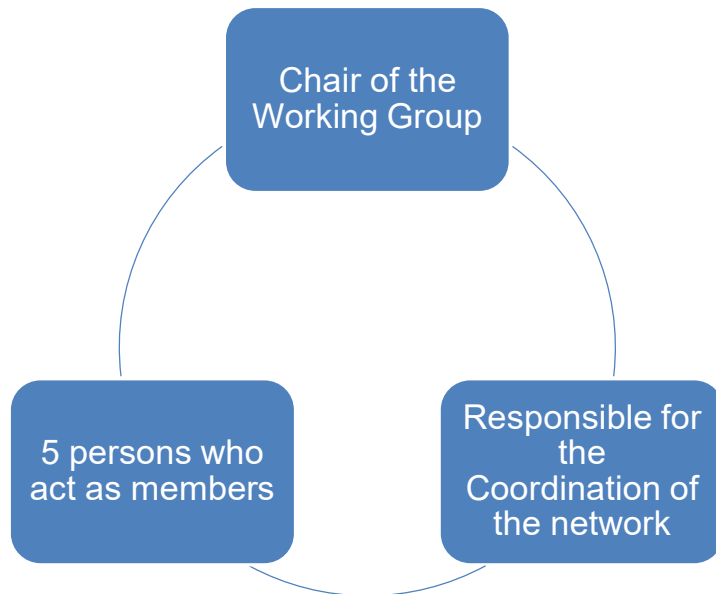 Chair of the
Working Group
5 persons who
act as members
Responsible for
the
Coordination of
the network